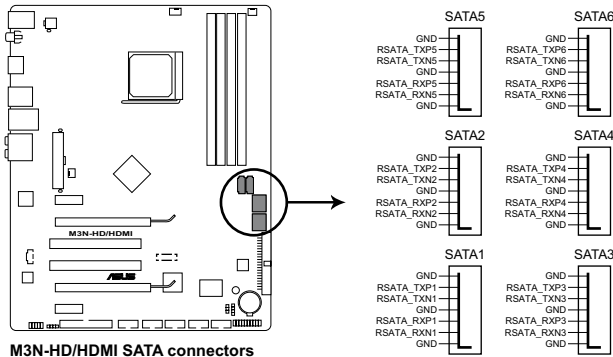 SATA5
GND
RSATA_TXP5
RSATA_TXN5
GND
RSATA_RXP5
RSATA_RXN5
GND
SATA6
GND
RSATA_TXP6
RSATA_TXN6
GND
RSATA_RXP6
RSATA_RXN6
GND
SATA2
GND
RSATA_TXP2
RSATA_TXN2
GND
RSATA_RXP2
RSATA_RXN2
GND
SATA4
GND
RSATA_TXP4
RSATA_TXN4
GND
RSATA_RXP4
RSATA_RXN4
GND
SATA1
GND
RSATA_TXP1
RSATA_TXN1
GND
RSATA_RXP1
RSATA_RXN1
GND
SATA3
GND
RSATA_TXP3
RSATA_TXN3
GND
RSATA_RXP3
RSATA_RXN3
GND
M3N-HD/HDMI
ASUS
M3N-HD/HDMI SATA connectors